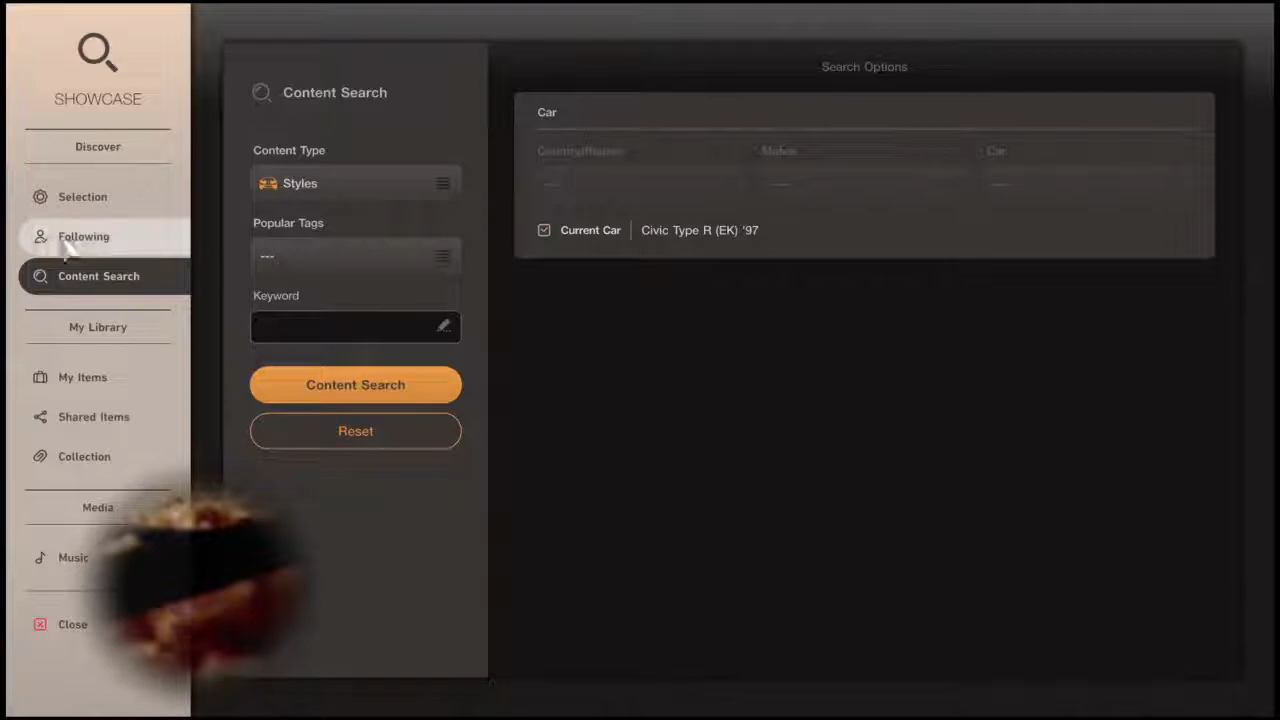 SHOWCASE
Discover
Selection
Following
Content Search
My Library
My Items
Shared Items
Collection
Media
Music
Close
Content Search
Content Type
Styles
Popular Tags
---
Keyword
Content Search
Reset
Search Options
Car
Car
Current Car
Civic Type R (EK) '97